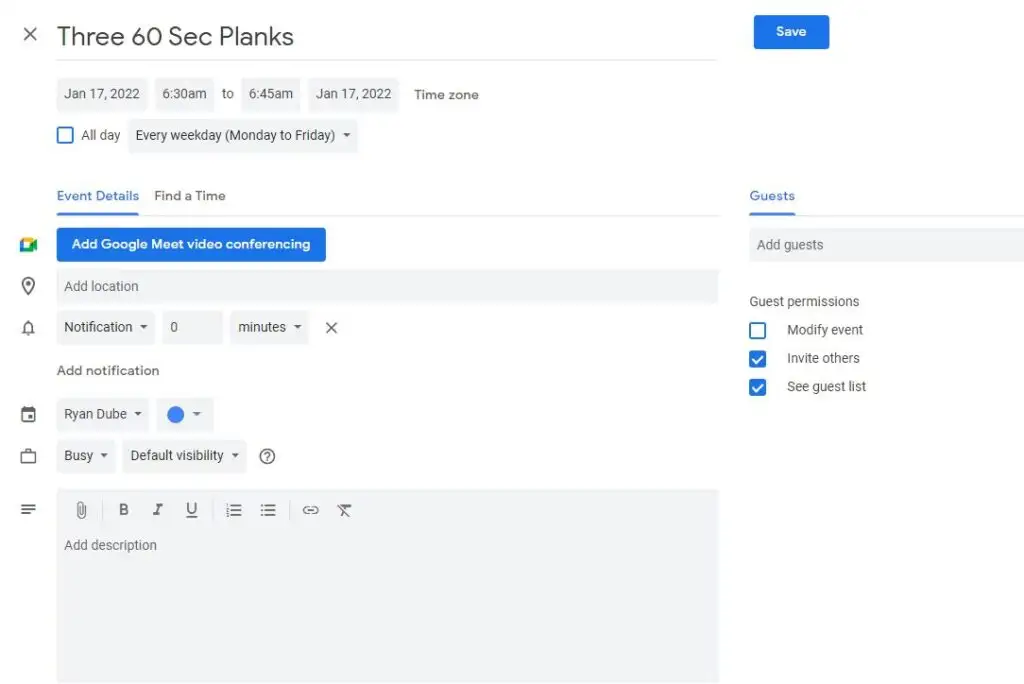 Three 60 Sec Planks
Save
Jan 17, 2022 6:30am to 6:45am Jan 17, 2022 Time zone
All day Every weekday (Monday to Friday)
Event Details Find a Time
Guests
Add Google Meet video conferencing
Add guests
Add location
Guest permissions
Notification 0 minutes
Modify event
Invite others
Add notification
See guest list
Ryan Dube
Busy Default visibility
B I U
Add description